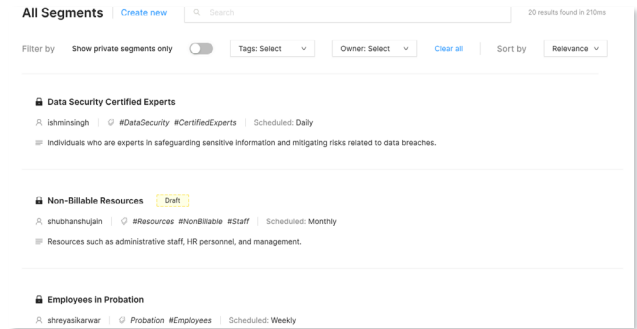 All Segments Create new Search 20 results found in 210ms
Filter by Show private segments only Tags: Select Owner: Select Clear all Sort by Relevance
Data Security Certified Experts
ishminsingh #DataSecurity #CertifiedExperts Scheduled: Daily
Individuals who are experts in safeguarding sensitive information and mitigating risks related to data breaches.
Non-Billable Resources Draft
shubhanshujain #Resources #NonBillable #Staff Scheduled: Monthly
Resources such as administrative staff, HR personnel, and management.
Employees in Probation
shreyasikarwar Probation #Employees Scheduled: Weekly